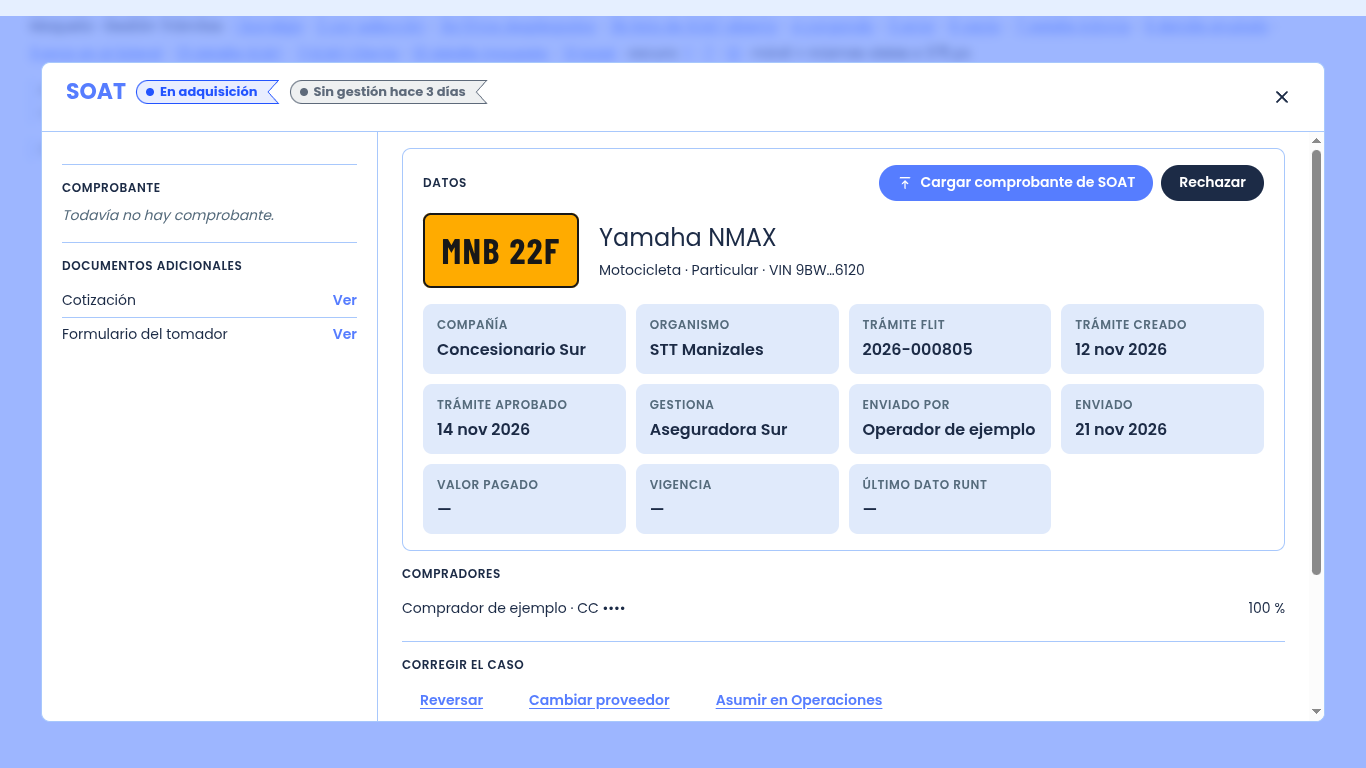 SOAT
En adquisición
Sin gestión hace 3 días
COMPROBANTE
Todavía no hay comprobante.
DOCUMENTOS ADICIONALES
Cotización
Ver
Formulario del tomador
Ver
DATOS
Cargar comprobante de SOAT
Rechazar
MNB 22F
Yamaha NMAX
Motocicleta · Particular · VIN 9BW…6120
COMPAÑÍA
Concesionario Sur
ORGANISMO
STT Manizales
TRÁMITE FLIT
2026-000805
TRÁMITE CREADO
12 nov 2026
TRÁMITE APROBADO
14 nov 2026
GESTIONA
Aseguradora Sur
ENVIADO POR
Operador de ejemplo
ENVIADO
21 nov 2026
VALOR PAGADO
—
VIGENCIA
—
ÚLTIMO DATO RUNT
—
COMPRADORES
Comprador de ejemplo · CC ••••
100 %
CORREGIR EL CASO
Reversar
Cambiar proveedor
Asumir en Operaciones